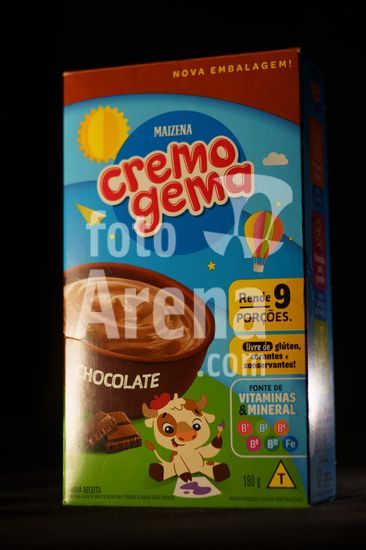 NOVA EMBALAGEM!
MAIZENA
cremo
gema
foto
Arena
.com
Rende 9
PORÇÕES.
livre de glúten,
corantes e
conservantes!
CHOCOLATE
FONTE DE
VITAMINAS
& MINERAL
B1 B2 B6
B9 B12 Fe
NOVA RECEITA
180 g
T